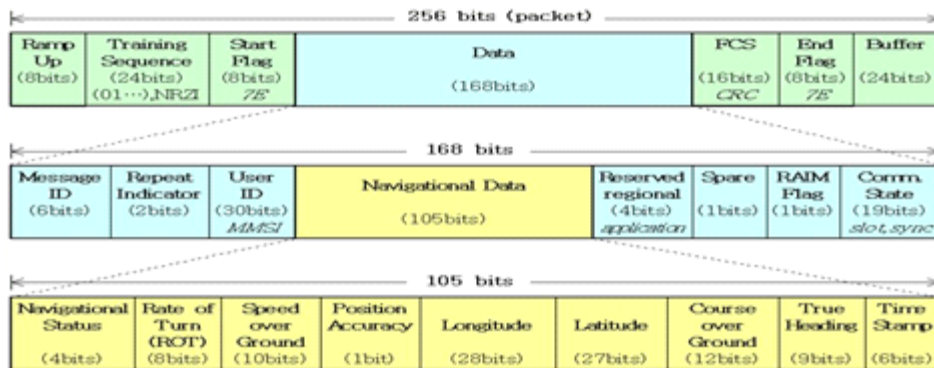 256 bits (packet)
Ramp Up (8bits)
Training Sequence (24bits) (01⋯),NRZI
Start Flag (8bits) 7E
Data (168bits)
FCS (16bits) CRC
End Flag (8bits) 7E
Buffer (24bits)
168 bits
Message ID (6bits)
Repeat Indicator (2bits)
User ID (30bits) MMSI
Navigational Data (105bits)
Reserved regional (4bits) application
Spare (1bits)
RAIM Flag (1bits)
Comm. State (19bits) slot,sync
105 bits
Navigational Status (4bits)
Rate of Turn (ROT) (8bits)
Speed over Ground (10bits)
Position Accuracy (1bit)
Longitude (28bits)
Latitude (27bits)
Course over Ground (12bits)
True Heading (9bits)
Time Stamp (6bits)